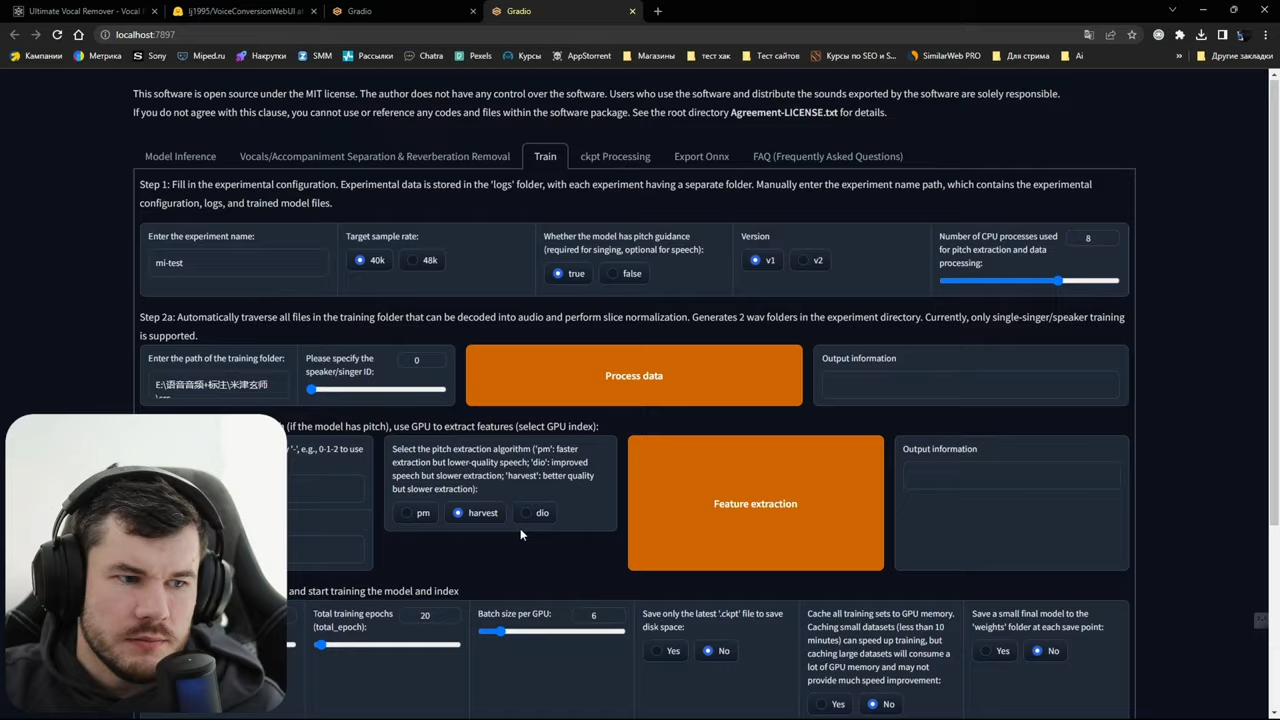 Ultimate Vocal Remover - Vocal
lj1995/VoiceConversionWebUI at
Gradio
Gradio
localhost:7897
Кампании
Метрика
Sony
Miped.ru
Накрутки
SMM
Рассылки
Chatra
Pexels
Курсы
AppStorrent
Магазины
тест хак
Тест сайтов
Курсы по SEO и S...
SimilarWeb PRO
Для стрима
Ai
»
Другие закладки
This software is open source under the MIT license. The author does not have any control over the software. Users who use the software and distribute the sounds exported by the software are solely responsible.
If you do not agree with this clause, you cannot use or reference any codes and files within the software package. See the root directory Agreement-LICENSE.txt for details.
Model Inference
Vocals/Accompaniment Separation & Reverberation Removal
Train
ckpt Processing
Export Onnx
FAQ (Frequently Asked Questions)
Step 1: Fill in the experimental configuration. Experimental data is stored in the 'logs' folder, with each experiment having a separate folder. Manually enter the experiment name path, which contains the experimental
configuration, logs, and trained model files.
Enter the experiment name:
mi-test
Target sample rate:
40k
48k
Whether the model has pitch guidance
(required for singing, optional for speech):
true
false
Version
v1
v2
Number of CPU processes used
for pitch extraction and data
processing:
8
Step 2a: Automatically traverse all files in the training folder that can be decoded into audio and perform slice normalization. Generates 2 wav folders in the experiment directory. Currently, only single-singer/speaker training
is supported.
Enter the path of the training folder:
E:\语音音频+标注\米津玄师
\src
Please specify the
speaker/singer ID:
0
Process data
Output information
(if the model has pitch), use GPU to extract features (select GPU index):
'-', e.g., 0-1-2 to use
Select the pitch extraction algorithm ('pm': faster
extraction but lower-quality speech; 'dio': improved
speech but slower extraction; 'harvest': better quality
but slower extraction):
pm
harvest
dio
Feature extraction
Output information
and start training the model and index
Total training epochs
(total_epoch):
20
Batch size per GPU:
6
Save only the latest '.ckpt' file to save
disk space:
Yes
No
Cache all training sets to GPU memory.
Caching small datasets (less than 10
minutes) can speed up training, but
caching large datasets will consume a
lot of GPU memory and may not
provide much speed improvement:
Yes
No
Save a small final model to the
'weights' folder at each save point:
Yes
No